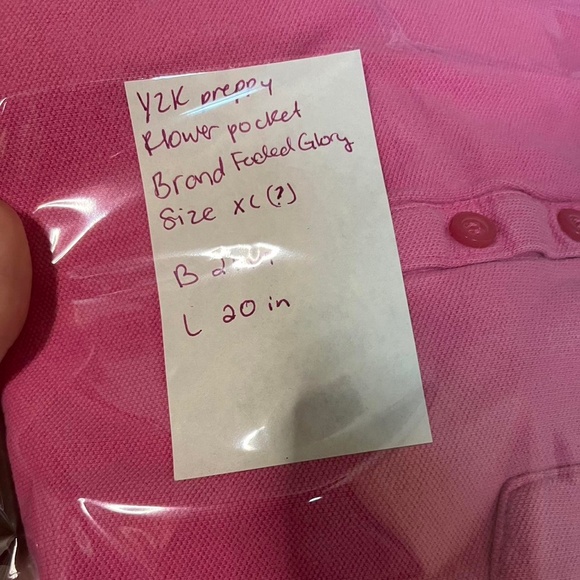 Y2K preppy
Flower pocket
Brand Faded Glory
Size XL (?)
B
L 20 in